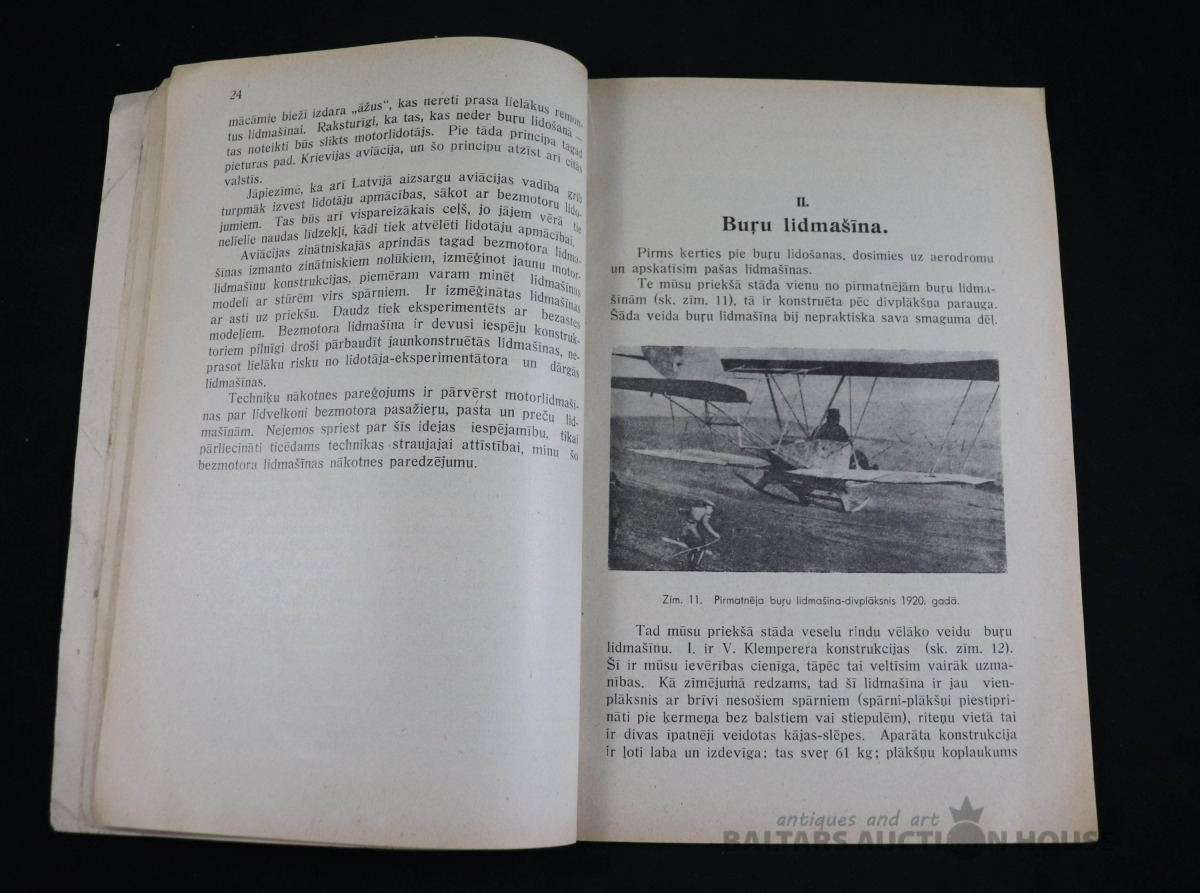 24
mācāmie bieži izdara „āžus“, kas nereti prasa lielākus remon-
tus lidmašīnai. Raksturīgi, ka tas, kas neder buŗu lidošanā —
tas noteikti būs slikts motorlidotājs. Pie tāda principa tagad
pieturas pad. Krievijas aviācija, un šo principu atzīst arī citās
valstīs.
Jāpiezīmē, ka arī Latvijā aizsargu aviācijas vadība grib
turpmāk izvest lidotāju apmācības, sākot ar bezmotoru lido-
jumiem. Tas būs arī vispareizākais ceļš, jo jājem vērā tie
nelielie naudas līdzekļi, kādi tiek atvēlēti lidotāju apmācībai.
Aviācijas zinātniskajās aprindās tagad bezmotora lidma-
šīnas izmanto zinātniskiem nolūkiem, izmēģinot jaunu motor-
lidmašīnu konstrukcijas, piemēram varam minēt lidmašīnas
modeli ar stūrēm virs spārniem. Ir izmēģinātas lidmašīnas
ar asti uz priekšu. Daudz tiek eksperimentēts ar bezastes
modeļiem. Bezmotora lidmašīna ir devusi iespēju konstruk-
toriem pilnīgi droši pārbaudīt jaunkonstruētās lidmašīnas, ne-
prasot lielāku risku no lidotāja-eksperimentātora un dārgās
lidmašīnas.
Techniķu nākotnes pareģojums ir pārvērst motorlidmašī-
nas par lidvelkoni bezmotora pasažieŗu, pasta un preču lid-
mašīnām. Nejemos spriest par šīs idejas iespējamību, tikai
pārliecināti ticēdams technikas straujajai attīstībai, minu šo
bezmotora lidmašīnas nākotnes paredzējumu.
II.
Buŗu lidmašīna.
Pirms ķerties pie buŗu lidošanas, dosimies uz aerodromu
un apskatīsim pašas lidmašīnas.
Te mūsu priekšā stāda vienu no pirmatnējām buŗu lidma-
šīnām (sk. zīm. 11), tā ir konstruēta pēc divplākšņa parauga.
Šāda veida buŗu lidmašīna bij nepraktiska sava smaguma dēļ.
Zīm. 11. Pirmatnēja buŗu lidmašīna-divplāksnis 1920. gadā.
Tad mūsu priekšā stāda veselu rindu vēlāko veidu buŗu
lidmašīnu. I. ir V. Klemperera konstrukcijas (sk. zīm. 12).
Šī ir mūsu ievērības cienīga, tāpēc tai veltīsim vairāk uzma-
nības. Kā zīmējumā redzams, tad šī lidmašīna ir jau vien-
plāksnis ar brīvi nesošiem spārniem (spārni-plākšņi piestipri-
nāti pie ķermeņa bez balstiem vai stiepulēm), riteņu vietā tai
ir divas īpatnēji veidotas kājas-slēpes. Aparāta konstrukcija
ir ļoti laba un izdevīga; tas sveŗ 61 kg; plākšņu koplaukums
antiques and art
BALTARS AUCTION HOUSE